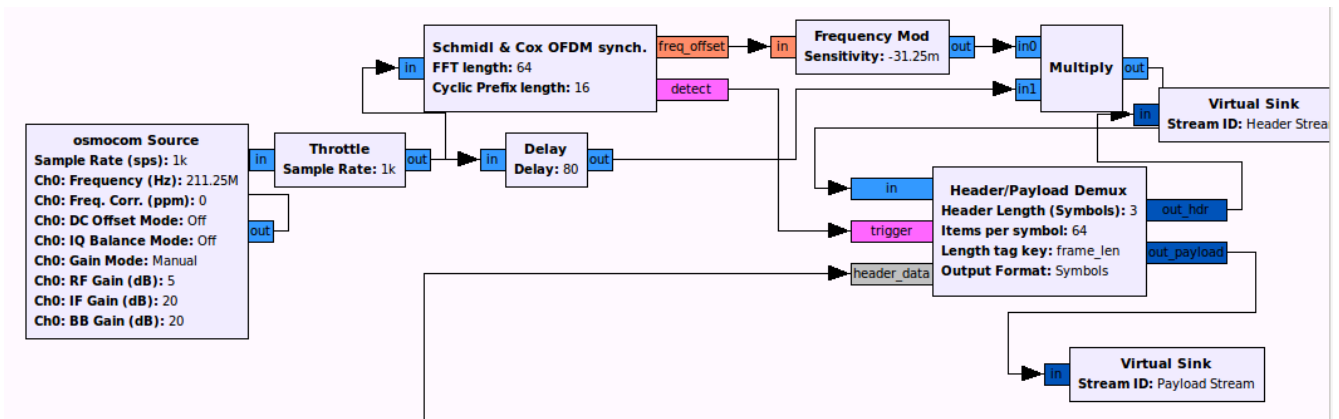 Schmidl & Cox OFDM synch.
FFT length: 64
Cyclic Prefix length: 16
in
freq_offset
detect
in
Frequency Mod
Sensitivity: -31.25m
out
in0
in1
Multiply
out
in
Virtual Sink
Stream ID: Header Strea
osmocom Source
Sample Rate (sps): 1k
Ch0: Frequency (Hz): 211.25M
Ch0: Freq. Corr. (ppm): 0
Ch0: DC Offset Mode: Off
Ch0: IQ Balance Mode: Off
Ch0: Gain Mode: Manual
Ch0: RF Gain (dB): 5
Ch0: IF Gain (dB): 20
Ch0: BB Gain (dB): 20
out
in
Throttle
Sample Rate: 1k
out
in
Delay
Delay: 80
out
in
trigger
header_data
Header/Payload Demux
Header Length (Symbols): 3
Items per symbol: 64
Length tag key: frame_len
Output Format: Symbols
out_hdr
out_payload
in
Virtual Sink
Stream ID: Payload Stream